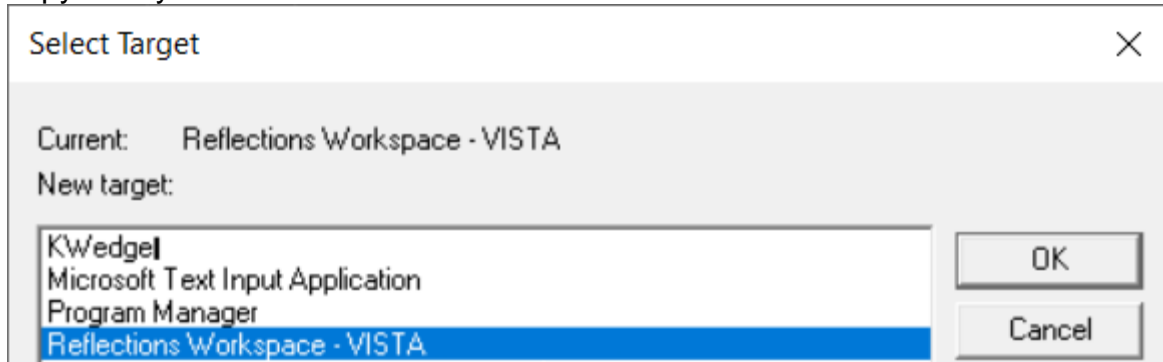 Select Target
Current: Reflections Workspace - VISTA
New target:
KWedge
Microsoft Text Input Application
Program Manager
Reflections Workspace - VISTA
OK
Cancel